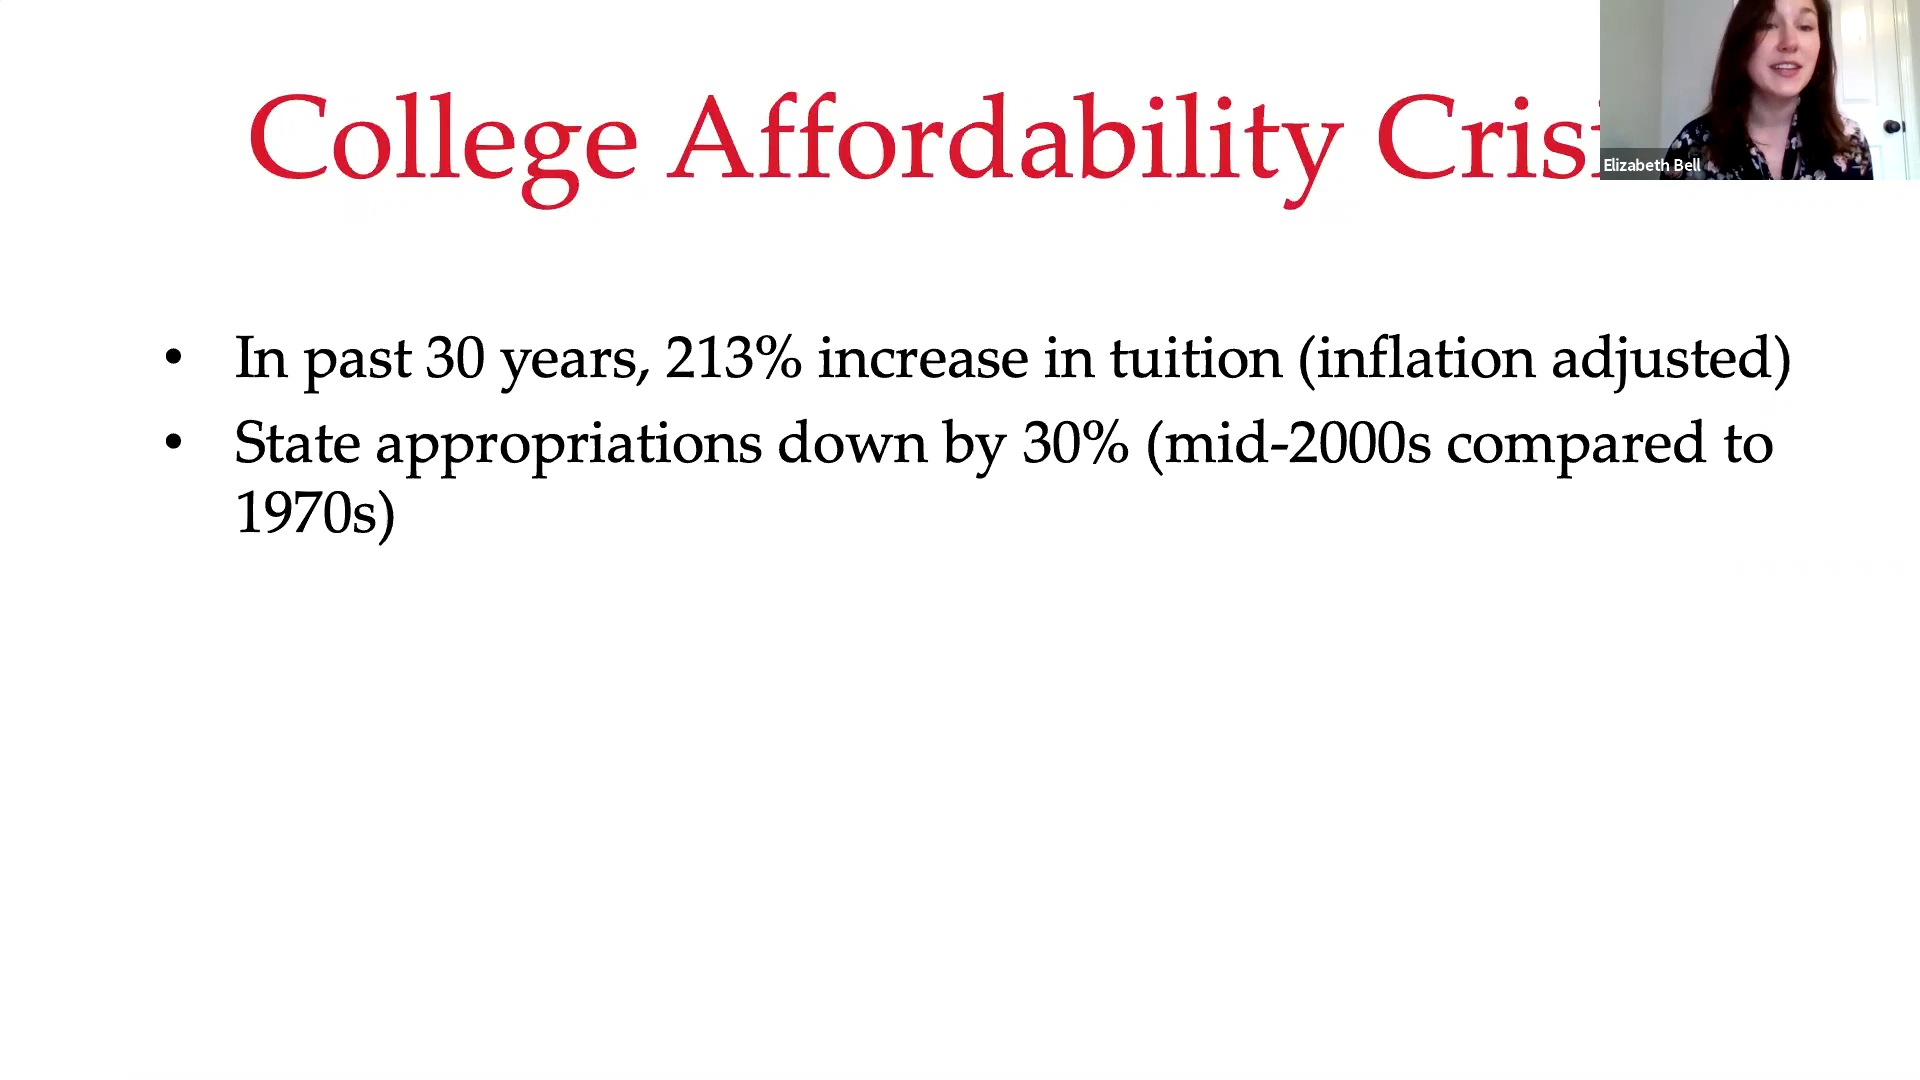 College Affordability Crisi
Elizabeth Bell
• In past 30 years, 213% increase in tuition (inflation adjusted)
• State appropriations down by 30% (mid-2000s compared to
1970s)